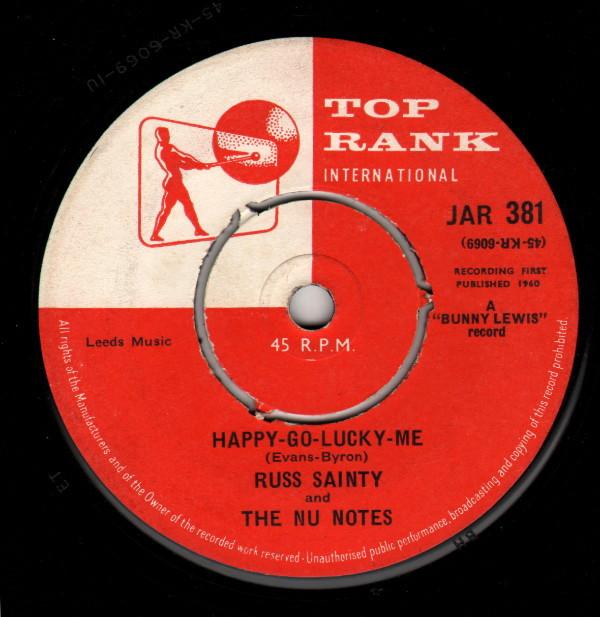 45-KR-6069-1U
TOP
RANK
INTERNATIONAL
JAR 381
(45-KR-6069)
RECORDING FIRST
PUBLISHED 1960
A
"BUNNY LEWIS"
record
Leeds Music
45 R.P.M.
HAPPY-GO-LUCKY-ME
(Evans-Byron)
RUSS SAINTY
and
THE NU NOTES
All rights of the Manufacturers and of the Owner of the recorded work reserved - Unauthorised public performance, broadcasting and copying of this record prohibited.
ET